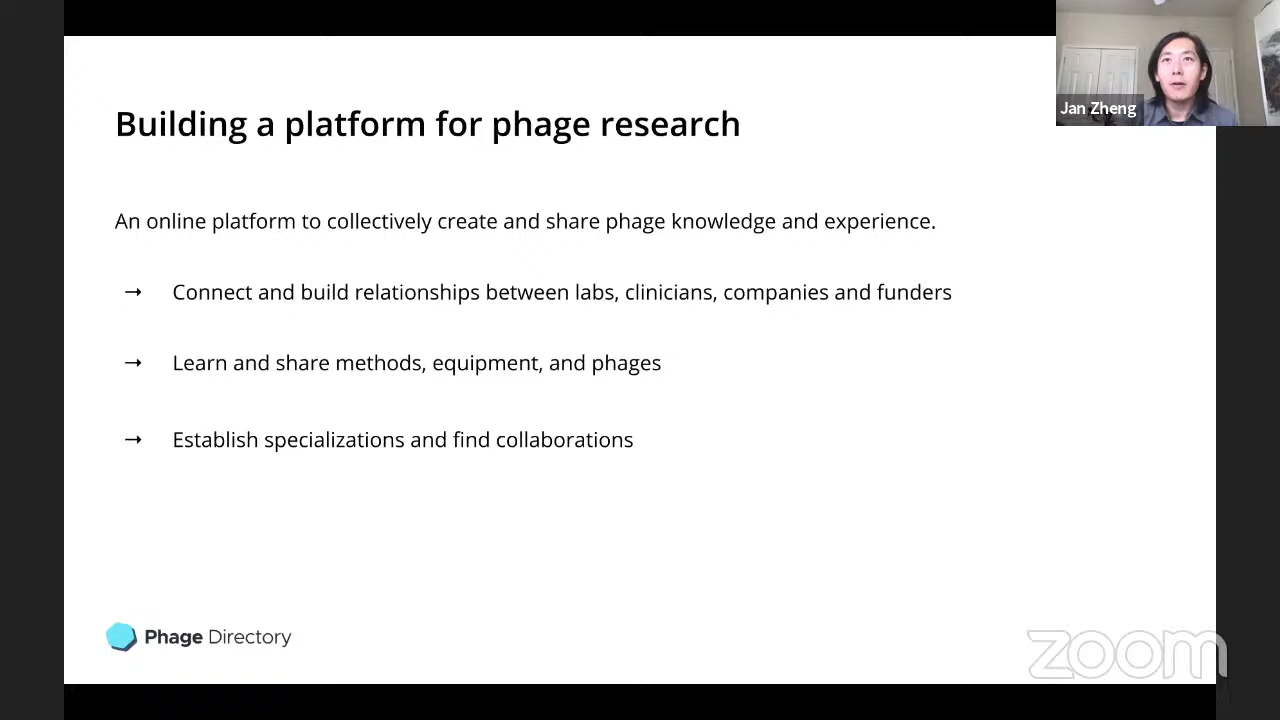 Jan Zheng
Building a platform for phage research
An online platform to collectively create and share phage knowledge and experience.
→ Connect and build relationships between labs, clinicians, companies and funders
→ Learn and share methods, equipment, and phages
→ Establish specializations and find collaborations
Phage Directory
zoom